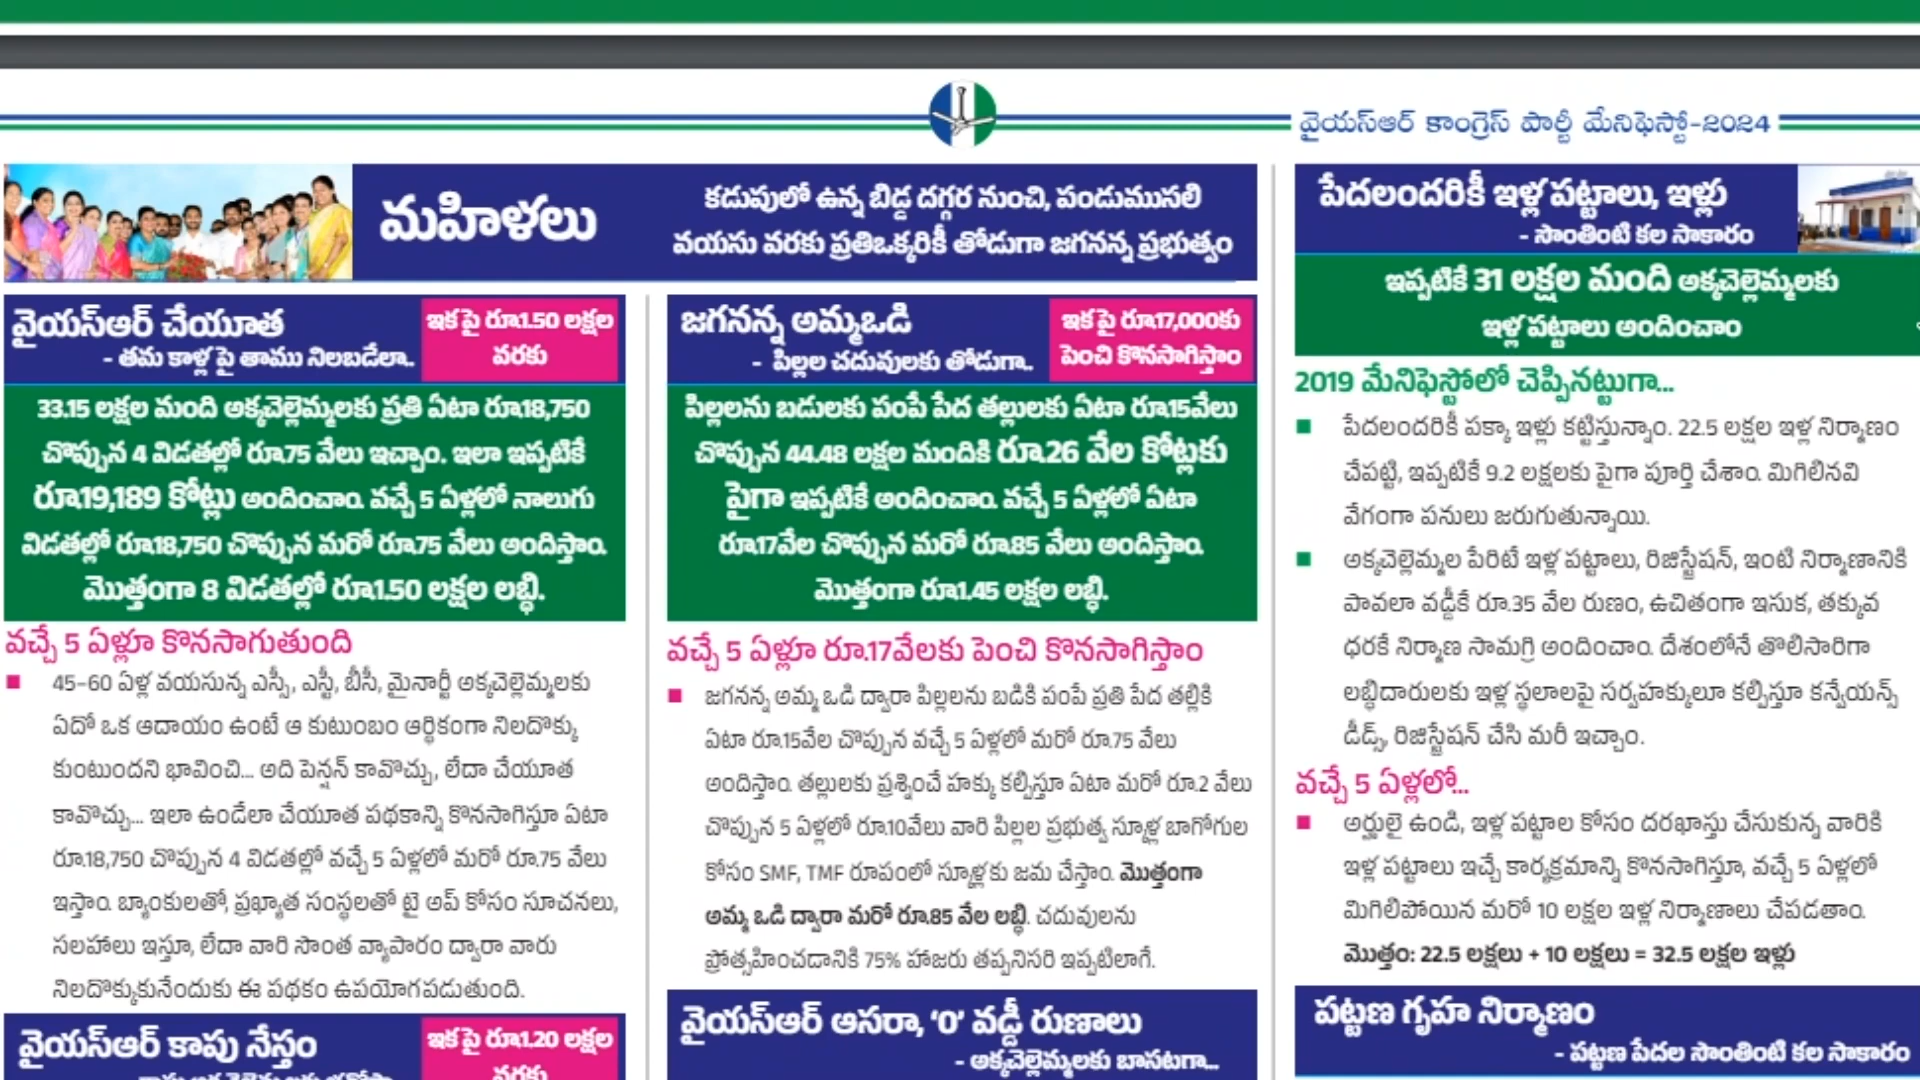 వైయస్ఆర్ కాంగ్రెస్ పార్టీ మేనిఫెస్టో-2024
మహిళలు
కడుపులో ఉన్న బిడ్డ దగ్గర నుంచి, పండుముసలి
వయసు వరకు ప్రతిఒక్కరికీ తోడుగా జగనన్న ప్రభుత్వం
వైయస్ఆర్ చేయూత
- తమ కాళ్ల పై తాము నిలబడేలా..
ఇక పై రూ.1.50 లక్షల
వరకు
33.15 లక్షల మంది అక్కచెల్లెమ్మలకు ప్రతి ఏటా రూ.18,750
చొప్పున 4 విడతల్లో రూ.75 వేలు ఇచ్చాం. ఇలా ఇప్పటికే
రూ.19,189 కోట్లు అందించాం. వచ్చే 5 ఏళ్లలో నాలుగు
విడతల్లో రూ.18,750 చొప్పున మరో రూ.75 వేలు అందిస్తాం.
మొత్తంగా 8 విడతల్లో రూ.1.50 లక్షల లబ్ధి.
వచ్చే 5 ఏళ్లూ కొనసాగుతుంది
45-60 ఏళ్ల వయసున్న ఎస్సీ, ఎస్టీ, బీసీ, మైనార్టీ అక్కచెల్లెమ్మలకు
ఏదో ఒక ఆదాయం ఉంటే ఆ కుటుంబం ఆర్థికంగా నిలదొక్కు
కుంటుందని భావించి... అది పెన్షన్ కావొచ్చు, లేదా చేయూత
కావొచ్చు... ఇలా ఉండేలా చేయూత పథకాన్ని కొనసాగిస్తూ ఏటా
రూ.18,750 చొప్పున 4 విడతల్లో వచ్చే 5 ఏళ్లలో మరో రూ.75 వేలు
ఇస్తాం. బ్యాంకులతో, ప్రఖ్యాత సంస్థలతో టై అప్ కోసం సూచనలు,
సలహాలు ఇస్తూ, లేదా వారి సొంత వ్యాపారం ద్వారా వారు
నిలదొక్కుకునేందుకు ఈ పథకం ఉపయోగపడుతుంది.
వైయస్ఆర్ కాపు నేస్తం
ఇక పై రూ.1.20 లక్షల
వరకు
జగనన్న అమ్మఒడి
- పిల్లల చదువులకు తోడుగా..
ఇక పై రూ.17,000కు
పెంచి కొనసాగిస్తాం
పిల్లలను బడులకు పంపే పేద తల్లులకు ఏటా రూ.15వేలు
చొప్పున 44.48 లక్షల మందికి రూ.26 వేల కోట్లకు
పైగా ఇప్పటికే అందించాం. వచ్చే 5 ఏళ్లలో ఏటా
రూ.17వేల చొప్పున మరో రూ.85 వేలు అందిస్తాం.
మొత్తంగా రూ.1.45 లక్షల లబ్ధి.
వచ్చే 5 ఏళ్లూ రూ.17వేలకు పెంచి కొనసాగిస్తాం
జగనన్న అమ్మ ఒడి ద్వారా పిల్లలను బడికి పంపే ప్రతి పేద తల్లికి
ఏటా రూ.15వేల చొప్పున వచ్చే 5 ఏళ్లలో మరో రూ.75 వేలు
అందిస్తాం. తల్లులకు ప్రశ్నించే హక్కు కల్పిస్తూ ఏటా మరో రూ.2 వేలు
చొప్పున 5 ఏళ్లలో రూ.10వేలు వారి పిల్లల ప్రభుత్వ స్కూళ్ల బాగోగుల
కోసం SMF, TMF రూపంలో స్కూళ్లకు జమ చేస్తాం. మొత్తంగా
అమ్మ ఒడి ద్వారా మరో రూ.85 వేల లబ్ధి. చదువులను
ప్రోత్సహించడానికి 75% హాజరు తప్పనిసరి ఇప్పటిలాగే.
వైయస్ఆర్ ఆసరా, ‘0’ వడ్డీ రుణాలు
- అక్కచెల్లెమ్మలకు బాసటగా...
పేదలందరికీ ఇళ్ల పట్టాలు, ఇళ్లు
- సొంతింటి కల సాకారం
ఇప్పటికే 31 లక్షల మంది అక్కచెల్లెమ్మలకు
ఇళ్ల పట్టాలు అందించాం
2019 మేనిఫెస్టోలో చెప్పినట్టుగా...
పేదలందరికీ పక్కా ఇళ్లు కట్టిస్తున్నాం. 22.5 లక్షల ఇళ్ల నిర్మాణం
చేపట్టి, ఇప్పటికే 9.2 లక్షలకు పైగా పూర్తి చేశాం. మిగిలినవి
వేగంగా పనులు జరుగుతున్నాయి.
అక్కచెల్లెమ్మల పేరిటే ఇళ్ల పట్టాలు, రిజిస్ట్రేషన్, ఇంటి నిర్మాణానికి
పావలా వడ్డీకే రూ.35 వేల రుణం, ఉచితంగా ఇసుక, తక్కువ
ధరకే నిర్మాణ సామగ్రి అందించాం. దేశంలోనే తొలిసారిగా
లబ్ధిదారులకు ఇళ్ల స్థలాలపై సర్వహక్కులూ కల్పిస్తూ కన్వేయన్స్
డీడ్స్, రిజిస్ట్రేషన్ చేసి మరీ ఇచ్చాం.
వచ్చే 5 ఏళ్లలో...
అర్హులై ఉండి, ఇళ్ల పట్టాల కోసం దరఖాస్తు చేసుకున్న వారికి
ఇళ్ల పట్టాలు ఇచ్చే కార్యక్రమాన్ని కొనసాగిస్తూ, వచ్చే 5 ఏళ్లలో
మిగిలిపోయిన మరో 10 లక్షల ఇళ్ల నిర్మాణాలు చేపడతాం.
మొత్తం: 22.5 లక్షలు + 10 లక్షలు = 32.5 లక్షల ఇళ్లు
పట్టణ గృహ నిర్మాణం
- పట్టణ పేదల సొంతింటి కల సాకారం